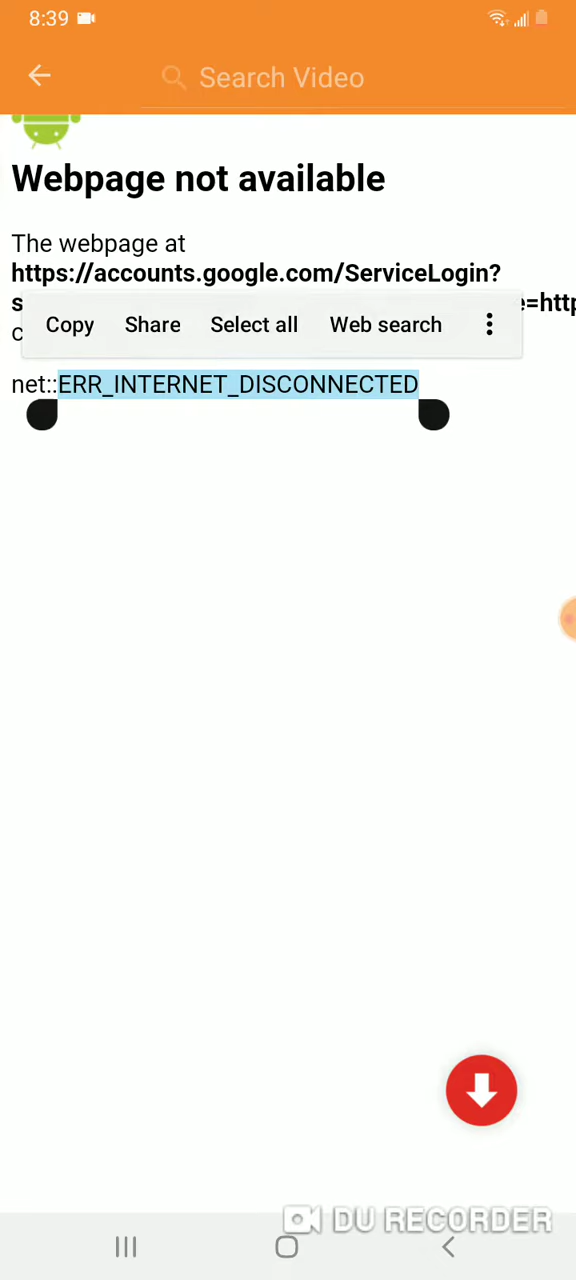 8:39
Search Video
Webpage not available
The webpage at
https://accounts.google.com/ServiceLogin?
s
=http
c
Copy Share Select all Web search
net::ERR_INTERNET_DISCONNECTED
DU RECORDER